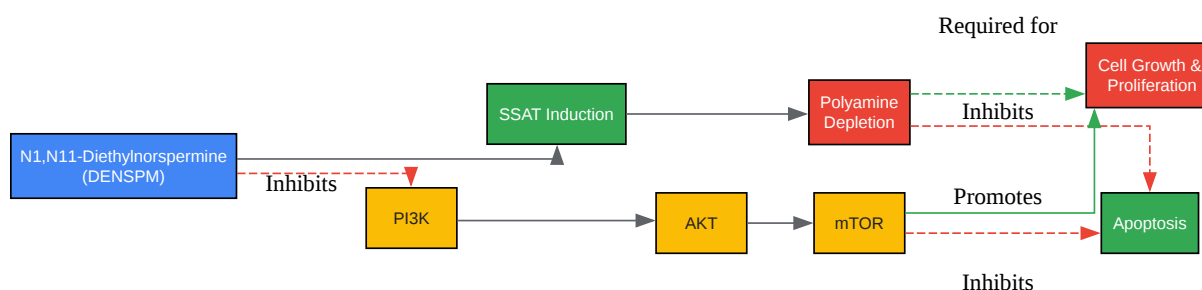 Required for
Cell Growth &
Proliferation
SSAT Induction
Polyamine
Depletion
Inhibits
N1,N11-Diethylnorspermine
(DENSPM)
Inhibits
PI3K
AKT
mTOR
Promotes
Apoptosis
Inhibits